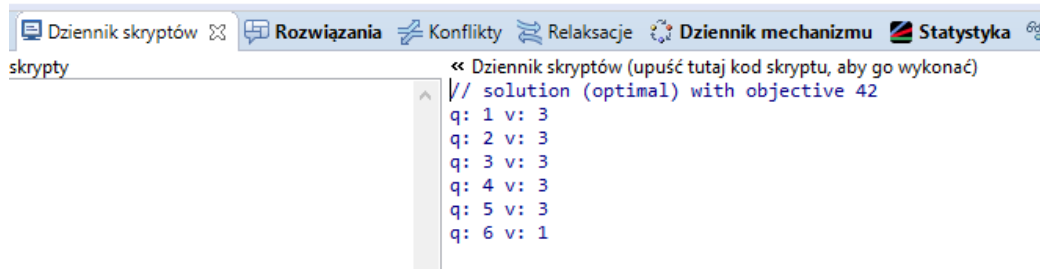 Dziennik skryptów Rozwiązania Konflikty Relaksacje Dziennik mechanizmu Statystyka
skrypty
« Dziennik skryptów (upuść tutaj kod skryptu, aby go wykonać)
// solution (optimal) with objective 42
q: 1 v: 3
q: 2 v: 3
q: 3 v: 3
q: 4 v: 3
q: 5 v: 3
q: 6 v: 1